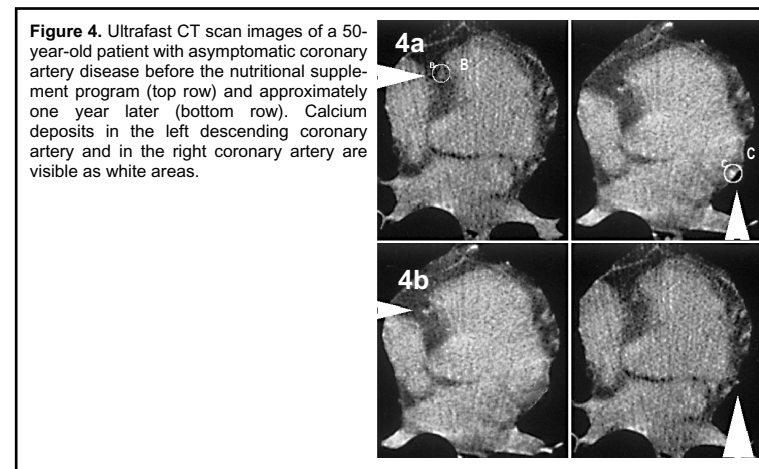 Figure 4. Ultrafast CT scan images of a 50-
year-old patient with asymptomatic coronary
artery disease before the nutritional supple-
ment program (top row) and approximately
one year later (bottom row). Calcium
deposits in the left descending coronary
artery and in the right coronary artery are
visible as white areas.
4a
B
B
C
C
4b